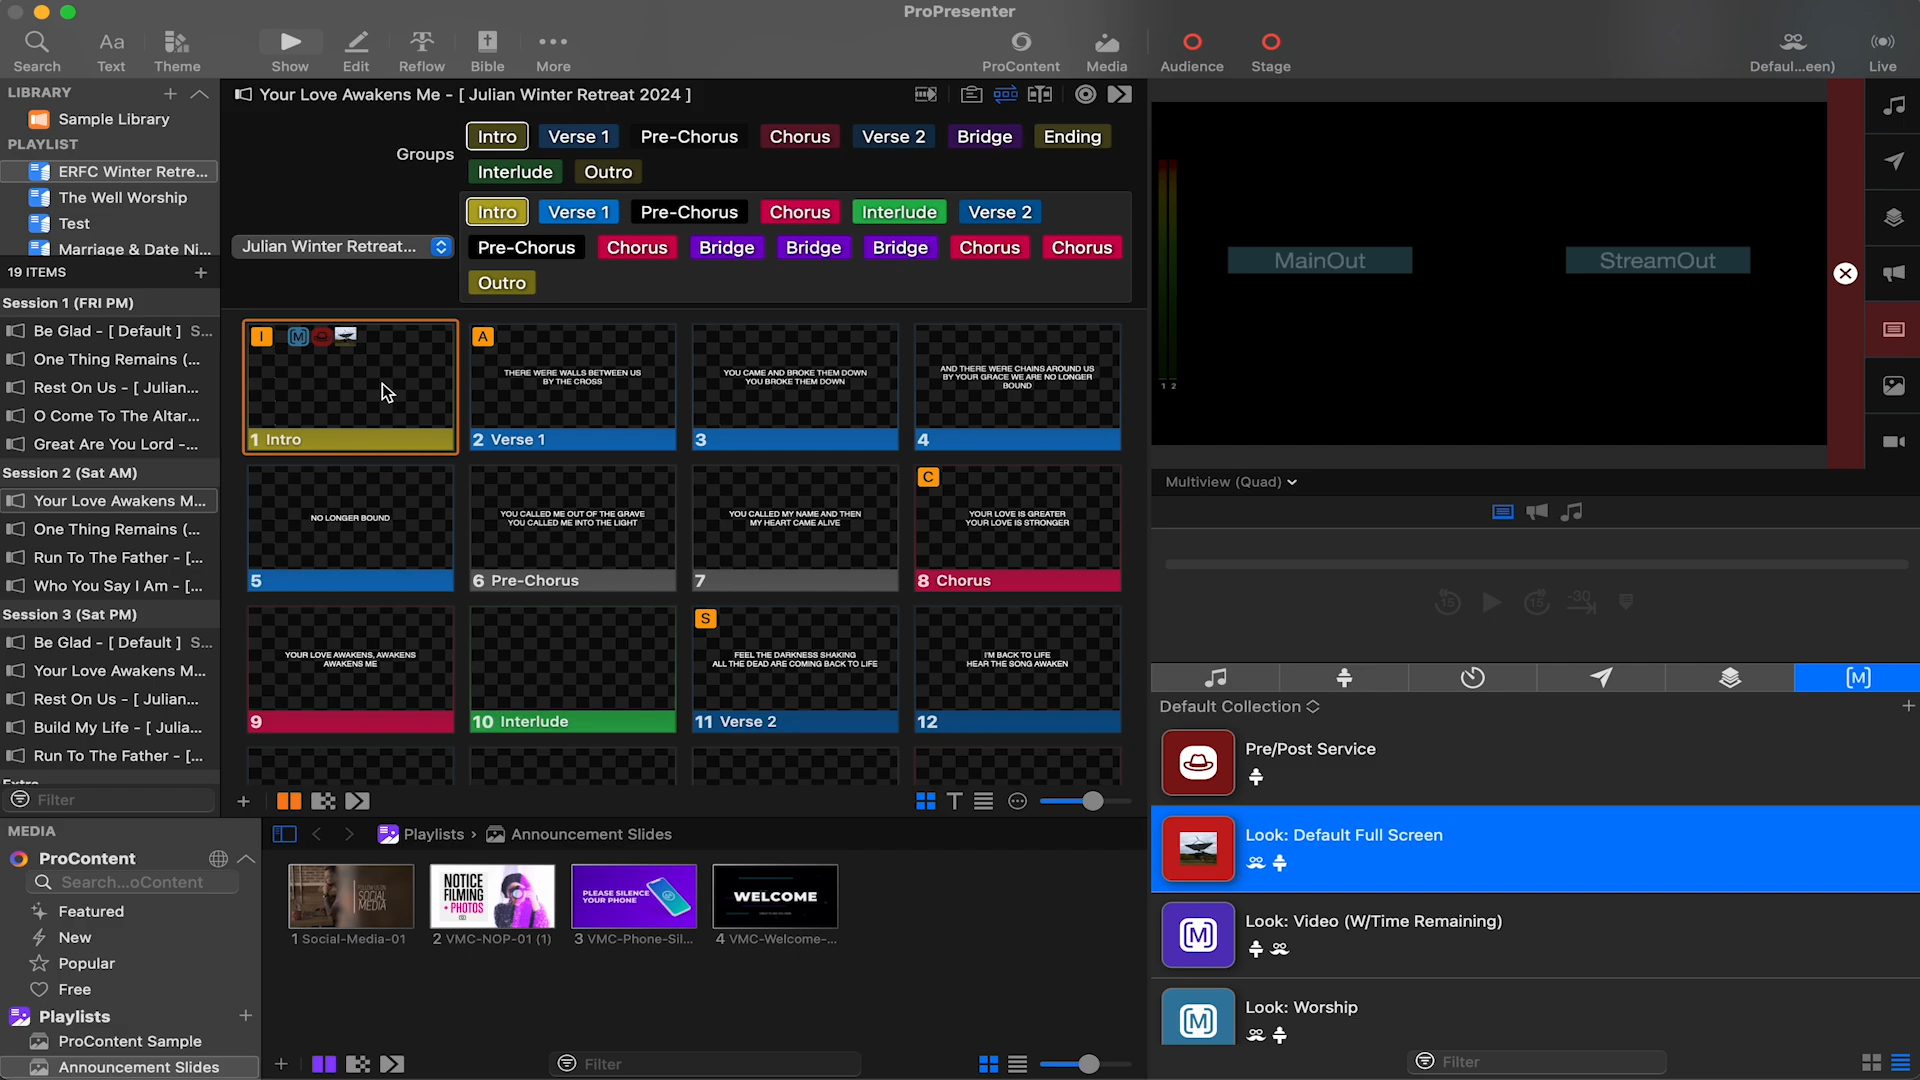 ProPresenter
Search
Aa
Text
Theme
Show
Edit
Reflow
Bible
More
ProContent
Media
Audience
Stage
Defaul...een)
Live
LIBRARY
Sample Library
PLAYLIST
ERFC Winter Retre...
The Well Worship
Test
Marriage & Date Ni...
19 ITEMS
Session 1 (FRI PM)
Be Glad - [ Default ] S...
One Thing Remains (...
Rest On Us - [ Julian...
O Come To The Altar...
Great Are You Lord -...
Session 2 (Sat AM)
Your Love Awakens M...
One Thing Remains (...
Run To The Father - [...
Who You Say I Am - [...
Session 3 (Sat PM)
Be Glad - [ Default ] S...
Your Love Awakens M...
Rest On Us - [ Julian...
Build My Life - [ Julia...
Run To The Father - [...
Extra
Filter
Your Love Awakens Me - [ Julian Winter Retreat 2024 ]
Groups
Intro Verse 1 Pre-Chorus Chorus Verse 2 Bridge Ending
Interlude Outro
Julian Winter Retreat...
Intro Verse 1 Pre-Chorus Chorus Interlude Verse 2
Pre-Chorus Chorus Bridge Bridge Bridge Chorus Chorus
Outro
I
M
1 Intro
A
THERE WERE WALLS BETWEEN US
BY THE CROSS
2 Verse 1
YOU CAME AND BROKE THEM DOWN
YOU BROKE THEM DOWN
3
AND THERE WERE CHAINS AROUND US
BY YOUR GRACE WE ARE NO LONGER
BOUND
4
NO LONGER BOUND
5
YOU CALLED ME OUT OF THE GRAVE
YOU CALLED ME INTO THE LIGHT
6 Pre-Chorus
YOU CALLED MY NAME AND THEN
MY HEART CAME ALIVE
7
C
YOUR LOVE IS GREATER
YOUR LOVE IS STRONGER
8 Chorus
YOUR LOVE AWAKENS, AWAKENS
AWAKENS ME
9
10 Interlude
S
FEEL THE DARKNESS SHAKING
ALL THE DEAD ARE COMING BACK TO LIFE
11 Verse 2
I'M BACK TO LIFE
HEAR THE SONG AWAKEN
12
MEDIA
ProContent
Search...oContent
Featured
New
Popular
Free
Playlists
ProContent Sample
Announcement Slides
Playlists › Announcement Slides
FOLLOW US ON
SOCIAL
MEDIA
1 Social-Media-01
NOTICE
FILMING
+ PHOTOS
2 VMC-NOP-01 (1)
PLEASE SILENCE
YOUR PHONE
3 VMC-Phone-Sil...
WELCOME
4 VMC-Welcome-...
Filter
MainOut
StreamOut
1 2
Multiview (Quad)
15
15
-30
[M]
Default Collection
Pre/Post Service
Look: Default Full Screen
[M]
Look: Video (W/Time Remaining)
[M]
Look: Worship
Filter